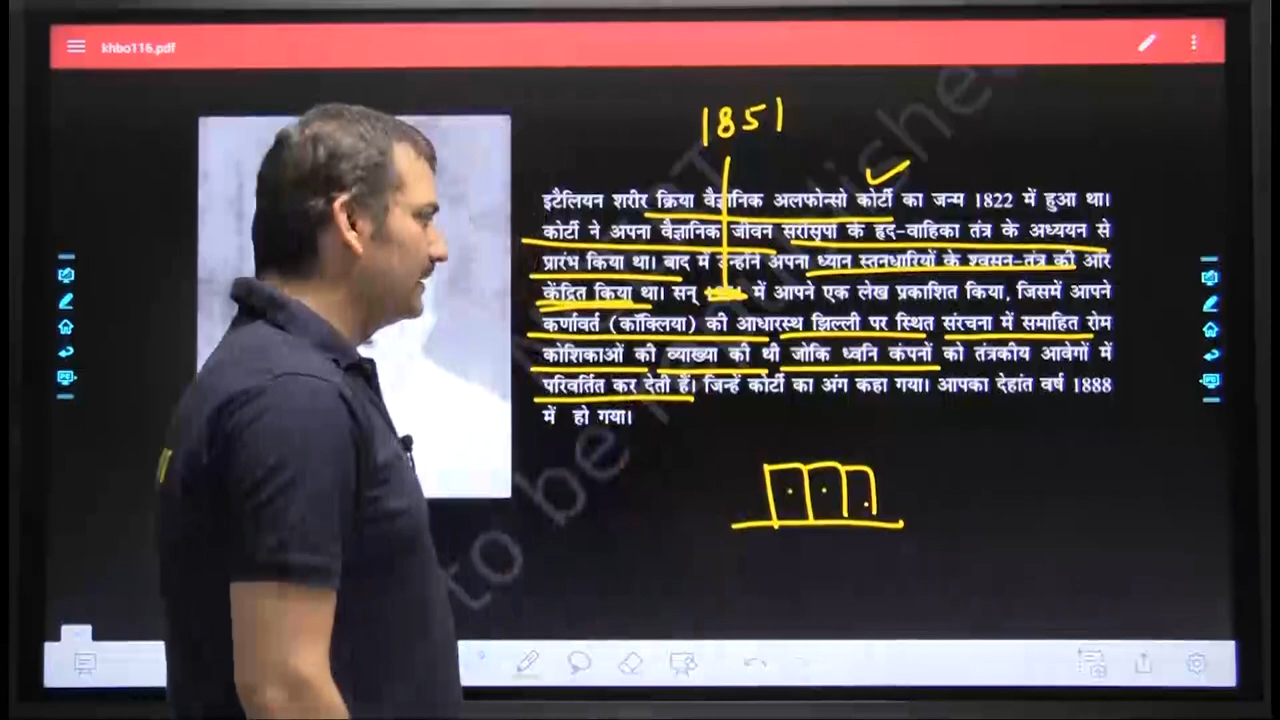 khbo116.pdf
1851
इटैलियन शरीर क्रिया वैज्ञानिक अलफोन्सो कोर्टी का जन्म 1822 में हुआ था।
कोर्टी ने अपना वैज्ञानिक जीवन सरीसृपों के हृद-वाहिका तंत्र के अध्ययन से
प्रारंभ किया था। बाद में उन्होंने अपना ध्यान स्तनधारियों के श्वसन-तंत्र की ओर
केंद्रित किया था। सन् में आपने एक लेख प्रकाशित किया, जिसमें आपने
कर्णावर्त (कॉक्लिया) की आधारस्थ झिल्ली पर स्थित संरचना में समाहित रोम
कोशिकाओं की व्याख्या की थी जोकि ध्वनि कंपनों को तंत्रकीय आवेगों में
परिवर्तित कर देती हैं। जिन्हें कोर्टी का अंग कहा गया। आपका देहांत वर्ष 1888
में हो गया।
to be